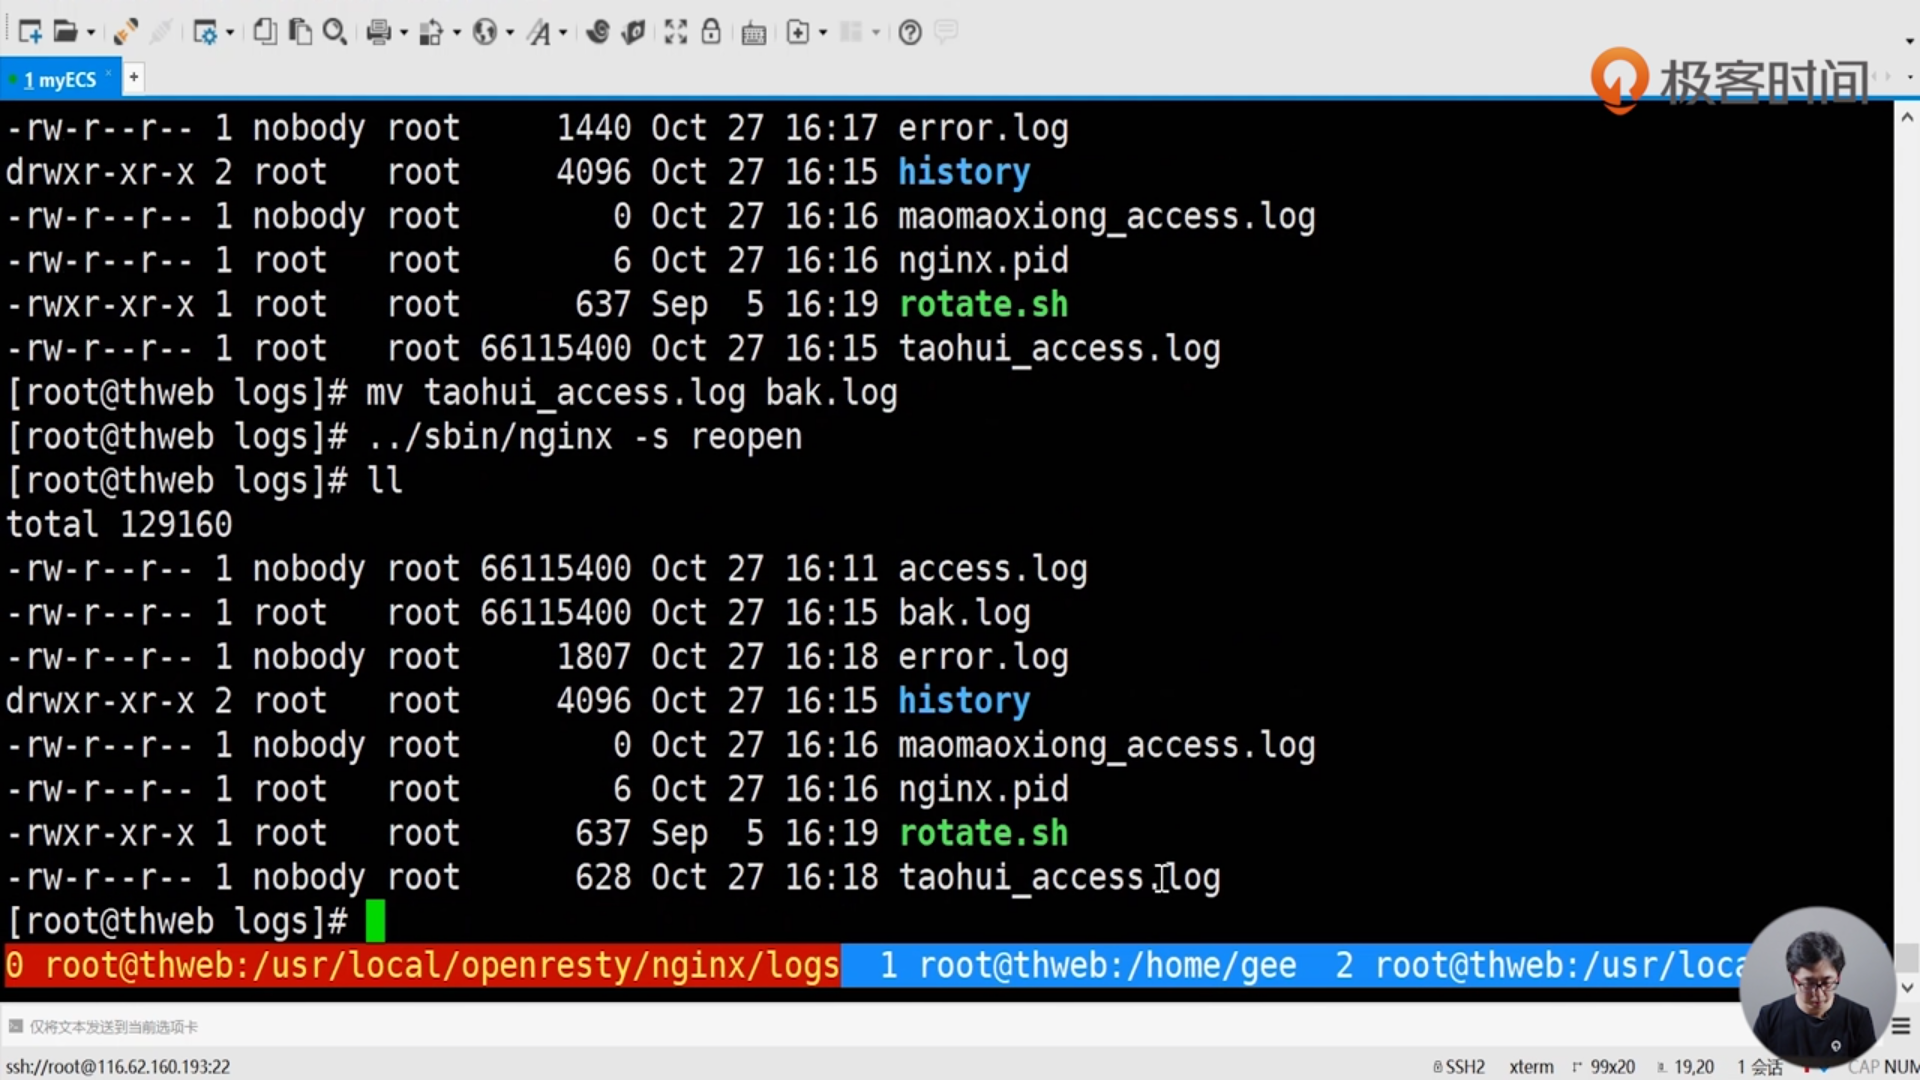 1 myECS
极客时间
-rw-r--r-- 1 nobody root     1440 Oct 27 16:17 error.log
drwxr-xr-x 2 root   root     4096 Oct 27 16:15 history
-rw-r--r-- 1 nobody root        0 Oct 27 16:16 maomaoxiong_access.log
-rw-r--r-- 1 root   root        6 Oct 27 16:16 nginx.pid
-rwxr-xr-x 1 root   root      637 Sep  5 16:19 rotate.sh
-rw-r--r-- 1 root   root 66115400 Oct 27 16:15 taohui_access.log
[root@thweb logs]# mv taohui_access.log bak.log
[root@thweb logs]# ../sbin/nginx -s reopen
[root@thweb logs]# ll
total 129160
-rw-r--r-- 1 nobody root 66115400 Oct 27 16:11 access.log
-rw-r--r-- 1 root   root 66115400 Oct 27 16:15 bak.log
-rw-r--r-- 1 nobody root     1807 Oct 27 16:18 error.log
drwxr-xr-x 2 root   root     4096 Oct 27 16:15 history
-rw-r--r-- 1 nobody root        0 Oct 27 16:16 maomaoxiong_access.log
-rw-r--r-- 1 root   root        6 Oct 27 16:16 nginx.pid
-rwxr-xr-x 1 root   root      637 Sep  5 16:19 rotate.sh
-rw-r--r-- 1 nobody root      628 Oct 27 16:18 taohui_access.log
[root@thweb logs]#
0 root@thweb:/usr/local/openresty/nginx/logs  1 root@thweb:/home/gee  2 root@thweb:/usr/loca
仅将文本发送到当前选项卡
ssh://root@116.62.160.193:22 SSH2 xterm 99x20 19,20 1 会话 CAP NUM